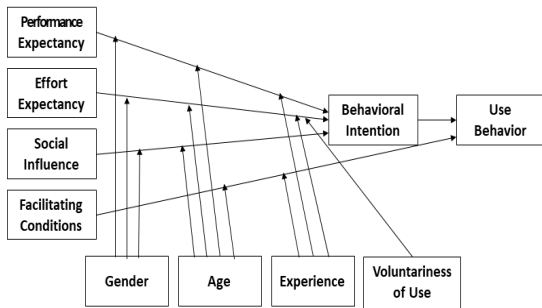 Performance
Expectancy
Effort
Expectancy
Social
Influence
Facilitating
Conditions
Behavioral
Intention
Use
Behavior
Gender
Age
Experience
Voluntariness
of Use